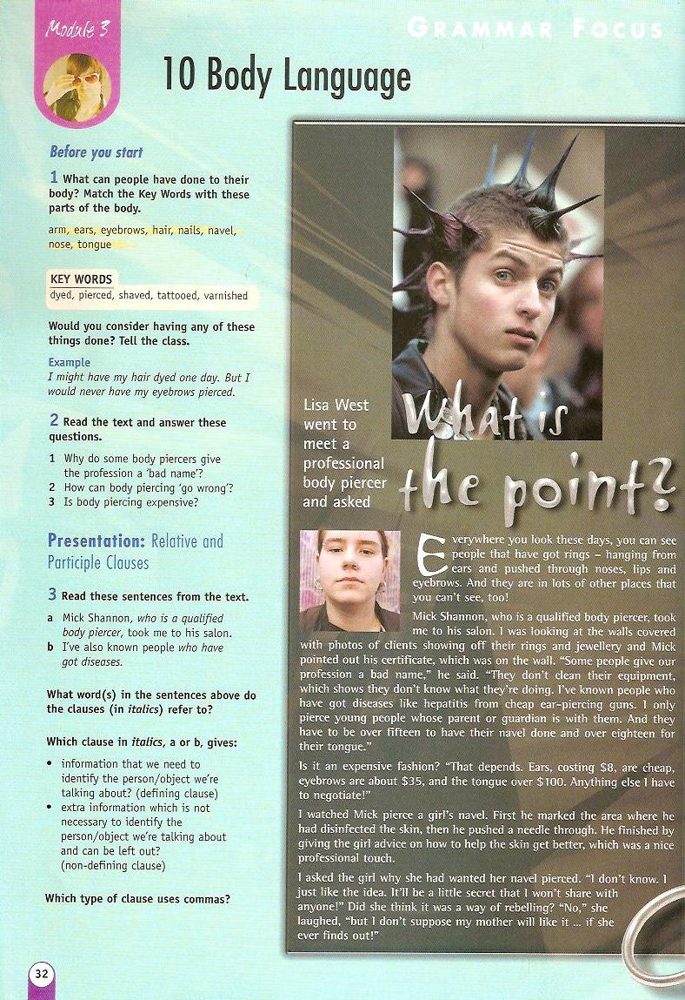 Module 3
GRAMMAR FOCUS
10 Body Language
Before you start
1 What can people have done to their
body? Match the Key Words with these
parts of the body.
arm, ears, eyebrows, hair, nails, navel,
nose, tongue
KEY WORDS
dyed, pierced, shaved, tattooed, varnished
Would you consider having any of these
things done? Tell the class.
Example
I might have my hair dyed one day. But I
would never have my eyebrows pierced.
2 Read the text and answer these
questions.
1 Why do some body piercers give
the profession a 'bad name'?
2 How can body piercing 'go wrong'?
3 Is body piercing expensive?
Presentation: Relative and
Participle Clauses
3 Read these sentences from the text.
a Mick Shannon, who is a qualified
body piercer, took me to his salon.
b I've also known people who have
got diseases.
What word(s) in the sentences above do
the clauses (in italics) refer to?
Which clause in italics, a or b, gives:
• information that we need to
identify the person/object we're
talking about? (defining clause)
• extra information which is not
necessary to identify the
person/object we're talking about
and can be left out?
(non-defining clause)
Which type of clause uses commas?
32
Lisa West
went to
meet a
professional
body piercer
and asked
What is
the point?
Everywhere you look these days, you can see
people that have got rings – hanging from
ears and pushed through noses, lips and
eyebrows. And they are in lots of other places that
you can't see, too!
Mick Shannon, who is a qualified body piercer, took
me to his salon. I was looking at the walls covered
with photos of clients showing off their rings and jewellery and Mick
pointed out his certificate, which was on the wall. "Some people give our
profession a bad name," he said. "They don't clean their equipment,
which shows they don't know what they're doing. I've known people who
have got diseases like hepatitis from cheap ear-piercing guns. I only
pierce young people whose parent or guardian is with them. And they
have to be over fifteen to have their navel done and over eighteen for
their tongue."
Is it an expensive fashion? "That depends. Ears, costing $8, are cheap,
eyebrows are about $35, and the tongue over $100. Anything else I have
to negotiate!"
I watched Mick pierce a girl's navel. First he marked the area where he
had disinfected the skin, then he pushed a needle through. He finished by
giving the girl advice on how to help the skin get better, which was a nice
professional touch.
I asked the girl why she had wanted her navel pierced. "I don't know. I
just like the idea. It'll be a little secret that I won't share with
anyone!" Did she think it was a way of rebelling? "No," she
laughed, "but I don't suppose my mother will like it ... if she
ever finds out!"